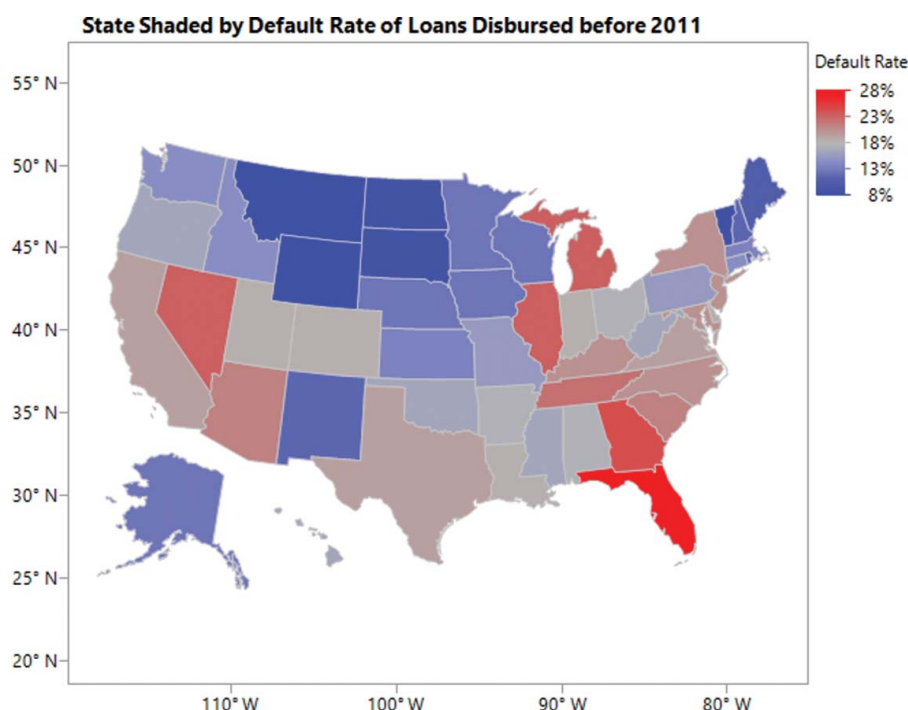 State Shaded by Default Rate of Loans Disbursed before 2011
Default Rate
28%
23%
18%
13%
8%
55° N
50° N
45° N
40° N
35° N
30° N
25° N
20° N
110° W
100° W
90° W
80° W